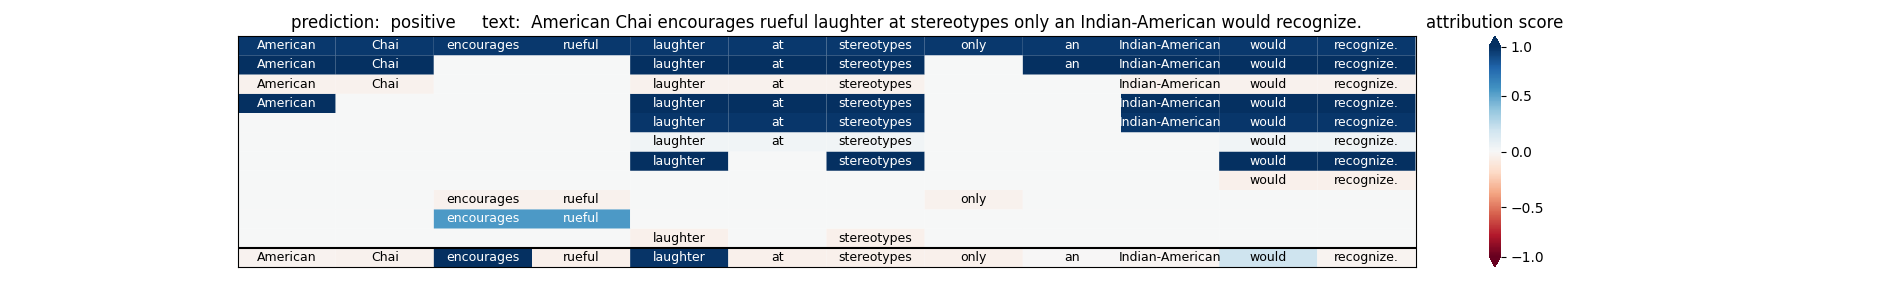 prediction:  positive     text:  American Chai encourages rueful laughter at stereotypes only an Indian-American would recognize.     attribution score
American Chai encourages rueful laughter at stereotypes only an Indian-American would recognize.
American Chai laughter at stereotypes an Indian-American would recognize.
American Chai laughter at stereotypes Indian-American would recognize.
American laughter at stereotypes Indian-American would recognize.
laughter at stereotypes Indian-American would recognize.
laughter at stereotypes would recognize.
laughter stereotypes would recognize.
would recognize.
encourages rueful only
encourages rueful
laughter stereotypes
American Chai encourages rueful laughter at stereotypes only an Indian-American would recognize.
1.0
0.5
0.0
−0.5
−1.0